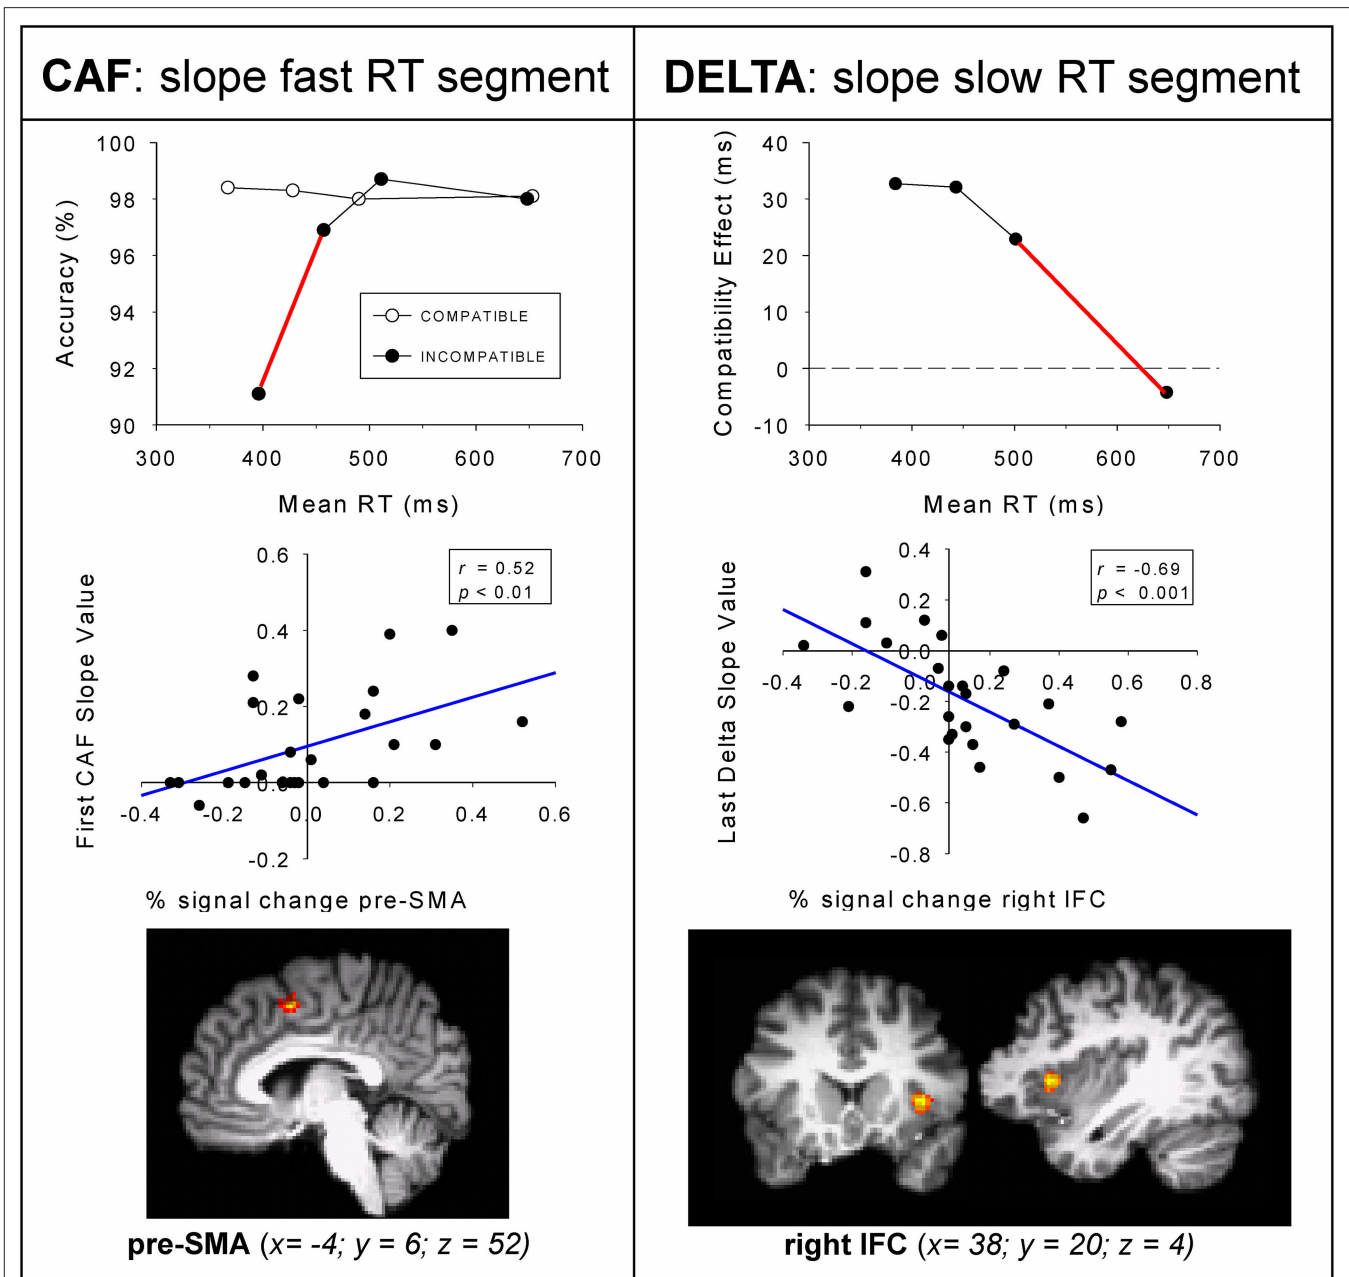 CAF: slope fast RT segment
DELTA: slope slow RT segment
Accuracy (%)
100
98
96
94
92
90
300 400 500 600 700
Mean RT (ms)
COMPATIBLE
INCOMPATIBLE
Compatibility Effect (ms)
40
30
20
10
0
-10
300 400 500 600 700
Mean RT (ms)
First CAF Slope Value
0.6
0.4
0.2
-0.2
-0.4 -0.2 0.0 0.2 0.4 0.6
r = 0.52
p < 0.01
% signal change pre-SMA
Last Delta Slope Value
0.4
0.2
0.0
-0.2
-0.4
-0.6
-0.8
-0.4 -0.2 0.0 0.2 0.4 0.6 0.8
r = -0.69
p < 0.001
% signal change right IFC
pre-SMA (x= -4; y = 6; z = 52)
right IFC (x= 38; y = 20; z = 4)